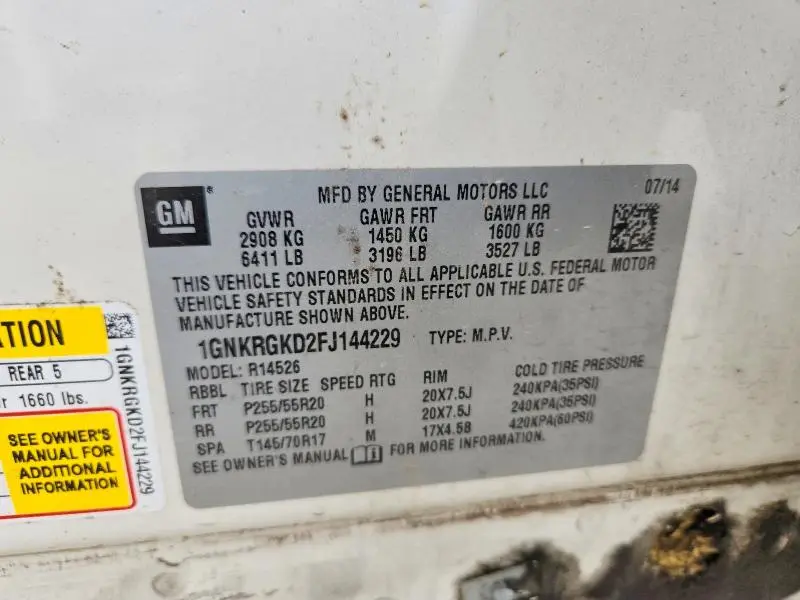 GM
MFD BY GENERAL MOTORS LLC 07/14
GVWR GAWR FRT GAWR RR
2908 KG 1450 KG 1600 KG
6411 LB 3196 LB 3527 LB
THIS VEHICLE CONFORMS TO ALL APPLICABLE U.S. FEDERAL MOTOR
VEHICLE SAFETY STANDARDS IN EFFECT ON THE DATE OF
MANUFACTURE SHOWN ABOVE.
1GNKRGKD2FJ144229 TYPE: M.P.V.
MODEL: R14526
RBBL TIRE SIZE SPEED RTG RIM COLD TIRE PRESSURE
FRT P255/55R20 H 20X7.5J 240KPA(35PSI)
RR P255/55R20 H 20X7.5J 240KPA(35PSI)
SPA T145/70R17 M 17X4.5B 420KPA(60PSI)
SEE OWNER'S MANUAL FOR MORE INFORMATION.
REAR 5
1660 lbs.
SEE OWNER'S
MANUAL FOR
ADDITIONAL
INFORMATION
1GNKRGKD2FJ144229